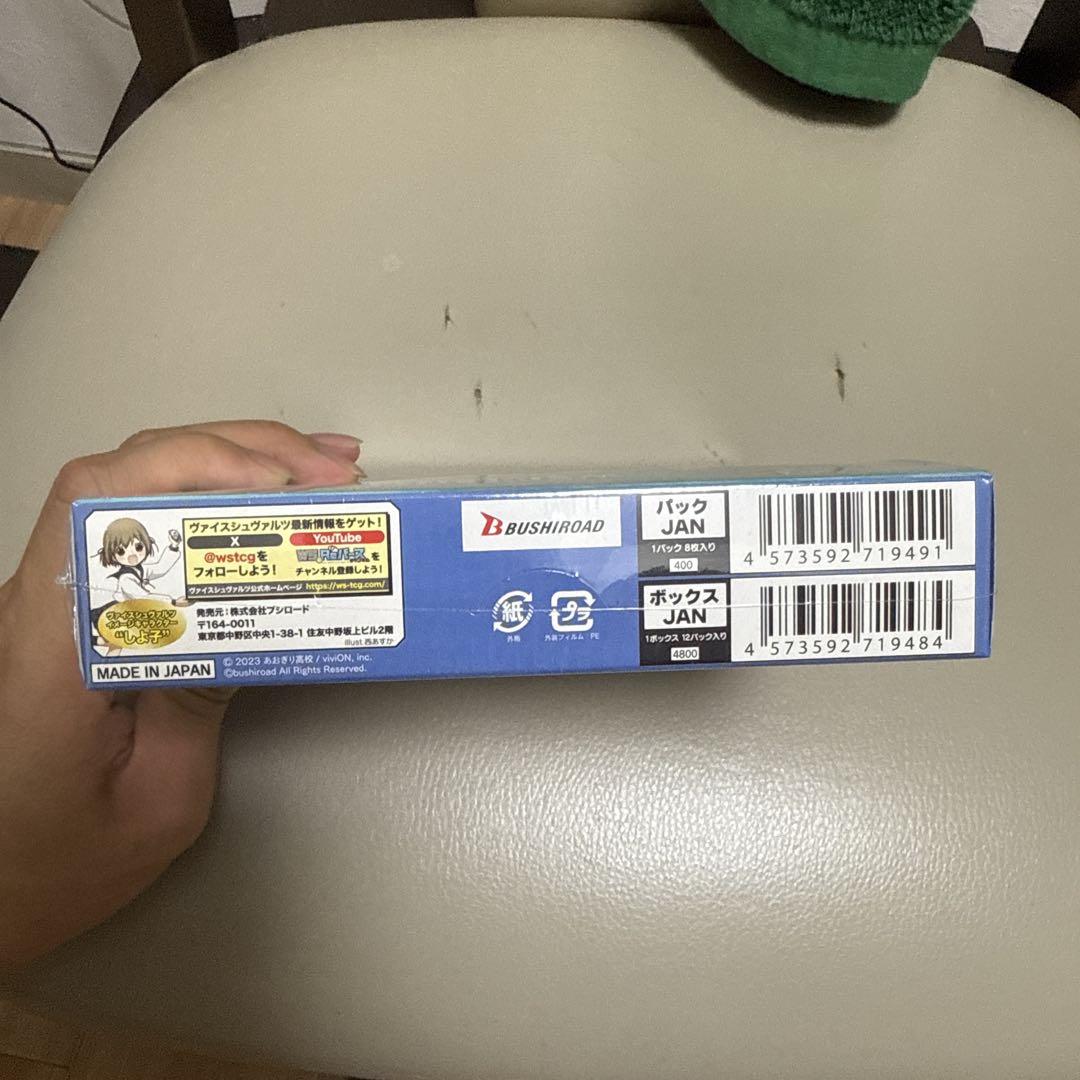 ヴァイスシュヴァルツ最新情報をゲット!
X
YouTube
@wstcgを
フォローしよう!
を
チャンネル登録しよう!
ヴァイスシュヴァルツ公式ホームページ https://ws-tcg.com/
ヴァイスシュヴァルツ
イメージキャラクター
"しよ子"
発売元:株式会社ブシロード
〒164-0011
東京都中野区中央1-38-1 住友中野坂上ビル2階
illust 西あすか
MADE IN JAPAN
© 2023 あおぎり高校 / viviON, inc.
©bushiroad All Rights Reserved.
BUSHIROAD
紙
外箱
プラ
外装フィルム:PE
パック
JAN
1パック 8枚入り
400
4 573592 719491
ボックス
JAN
1ボックス 12パック入り
4800
4 573592 719484